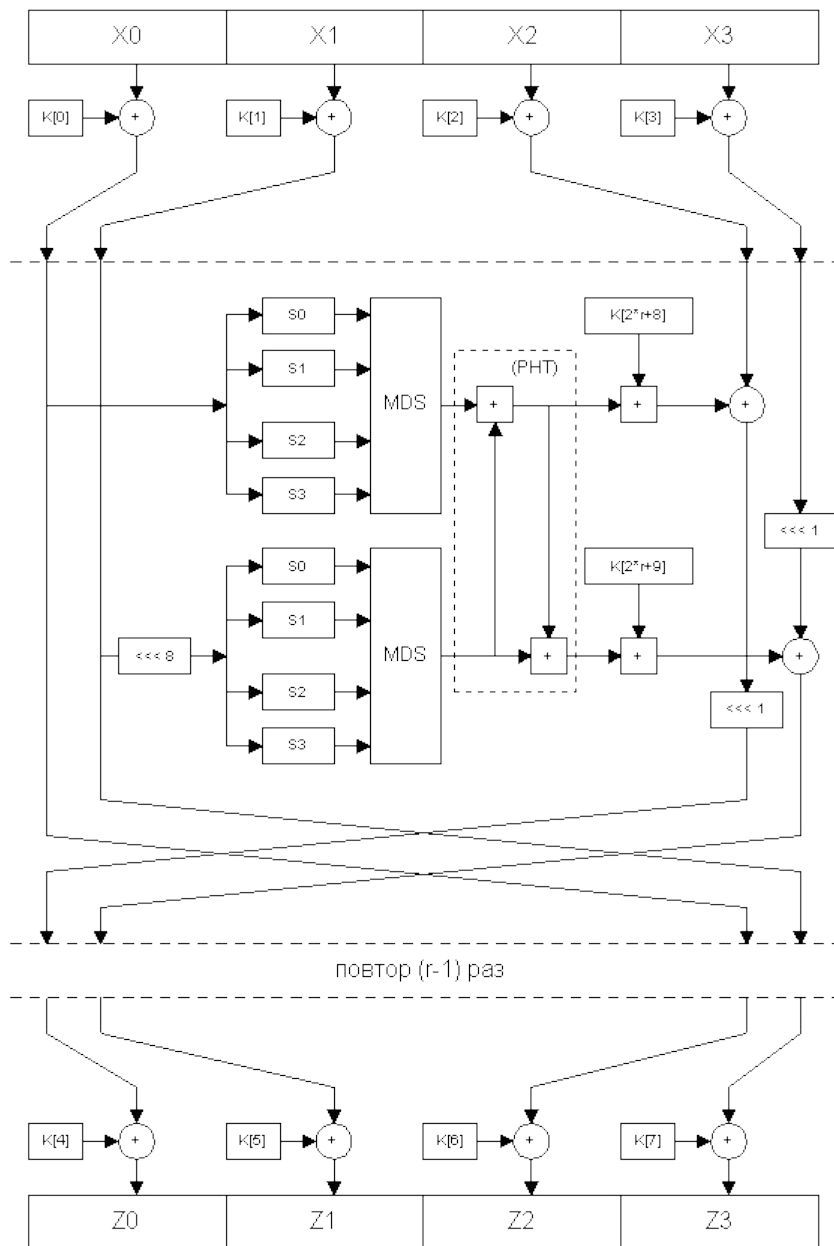 X0 X1 X2 X3
K[0] + K[1] + K[2] + K[3] +
S0 K[2*r+8]
S1 (PHT)
MDS + + +
S2
S3
<<< 1
S0 K[2*r+9]
S1
<<< 8 MDS + + +
S2
<<< 1
S3
повтор (r-1) раз
K[4] + K[5] + K[6] + K[7] +
Z0 Z1 Z2 Z3